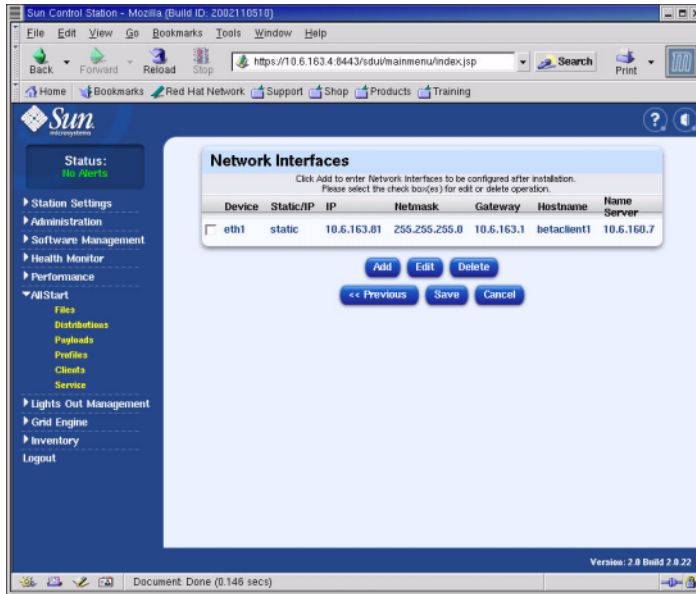 Sun Control Station - Mozilla {Build ID: 2002110510}
File Edit View Go Bookmarks Tools Window Help
Back Forward Reload Stop https://10.6.163.4:8443/sdui/mainmenu/index.jsp Search Print
Home Bookmarks Red Hat Network Support Shop Products Training
Sun
microsystems
Status:
No Alerts
Station Settings
Administration
Software Management
Health Monitor
Performance
AllStart
Files
Distributions
Payloads
Profiles
Clients
Service
Lights Out Management
Grid Engine
Inventory
Logout
Network Interfaces
Click Add to enter Network Interfaces to be configured after installation.
Please select the check box(es) for edit or delete operation.
Device Static/IP IP Netmask Gateway Hostname Name Server
eth1 static 10.6.163.81 255.255.255.0 10.6.163.1 betaclient1 10.6.160.7
Add Edit Delete
<< Previous Save Cancel
Version: 2.0 Build 2.0.22
Document: Done (0.146 secs)